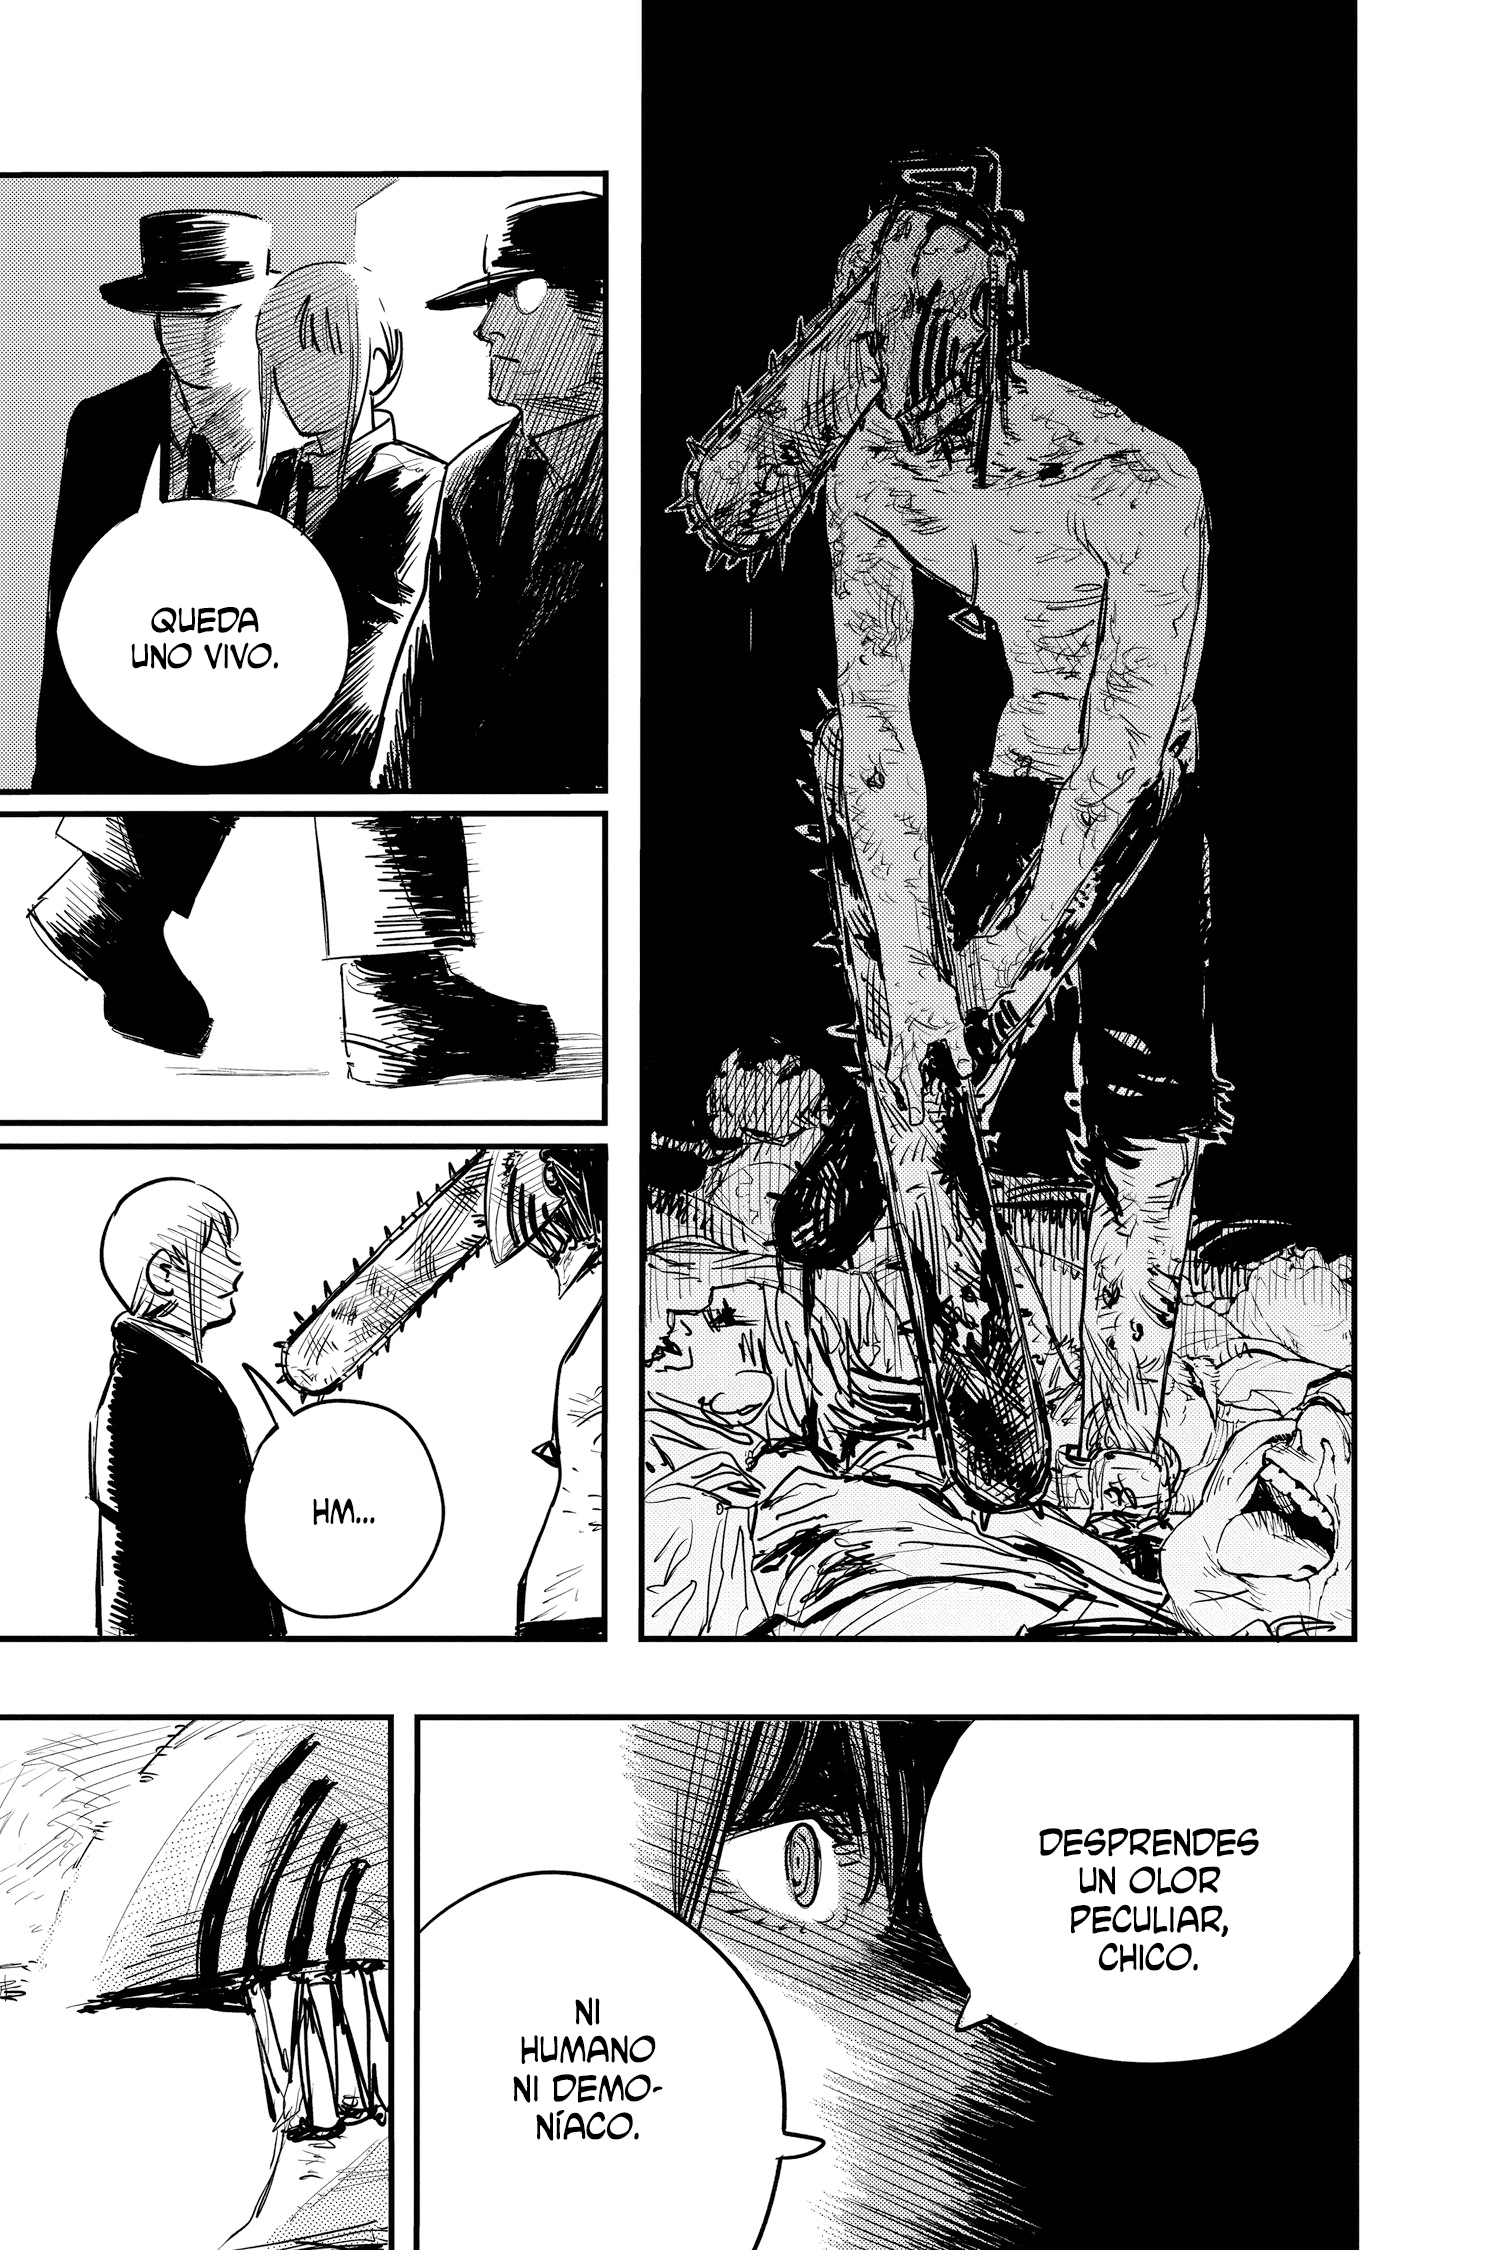 QUEDA
UNO VIVO.
HM...
DESPRENDES
UN OLOR
PECULIAR,
CHICO.
NI
HUMANO
NI DEMO-
NÍACO.